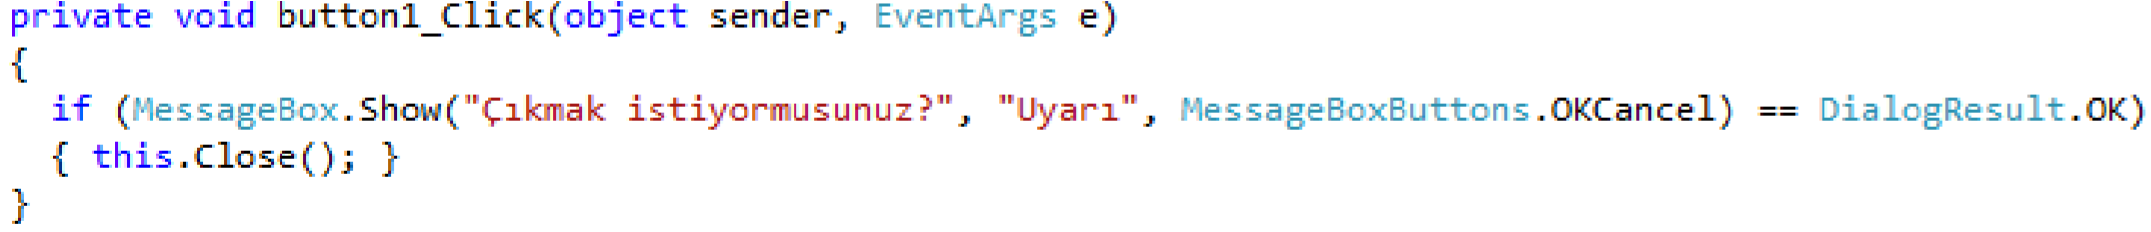 private void button1_Click(object sender, EventArgs e)
{
if (MessageBox.Show("Çıkmak istiyormusunuz?", "Uyarı", MessageBoxButtons.OKCancel) == DialogResult.OK)
{ this.Close(); }
}